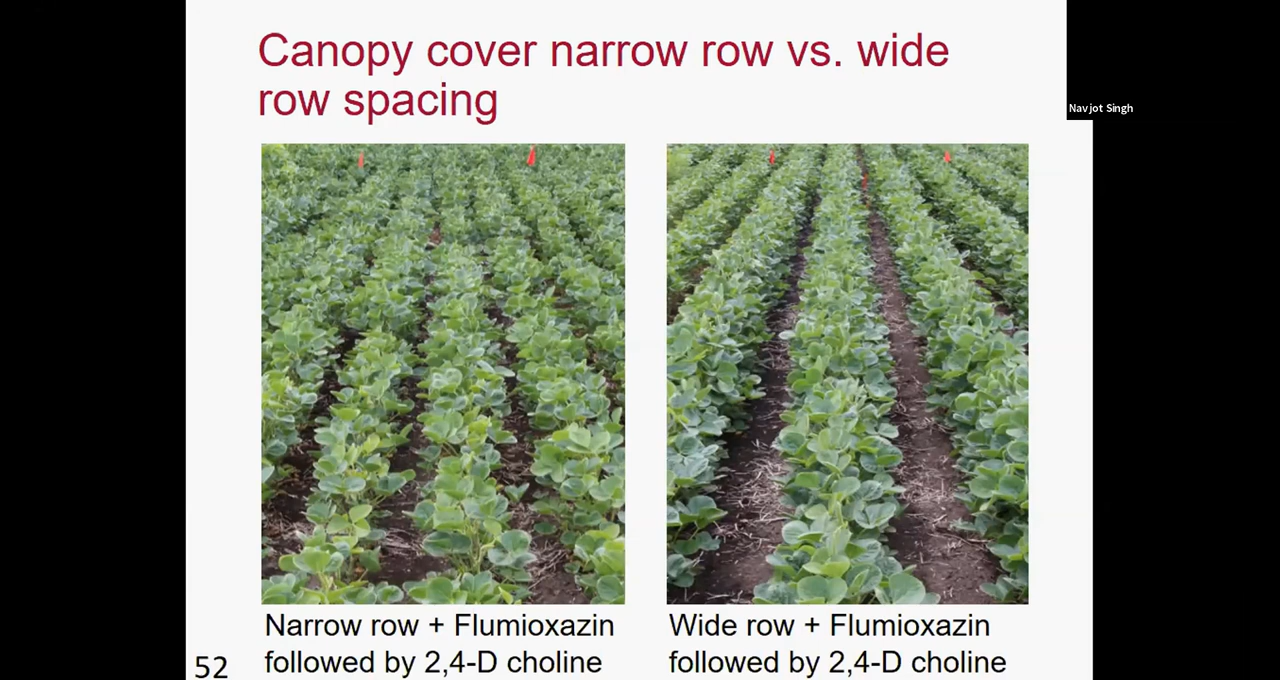 Canopy cover narrow row vs. wide
row spacing
Navjot Singh
Narrow row + Flumioxazin
followed by 2,4-D choline
Wide row + Flumioxazin
followed by 2,4-D choline
52